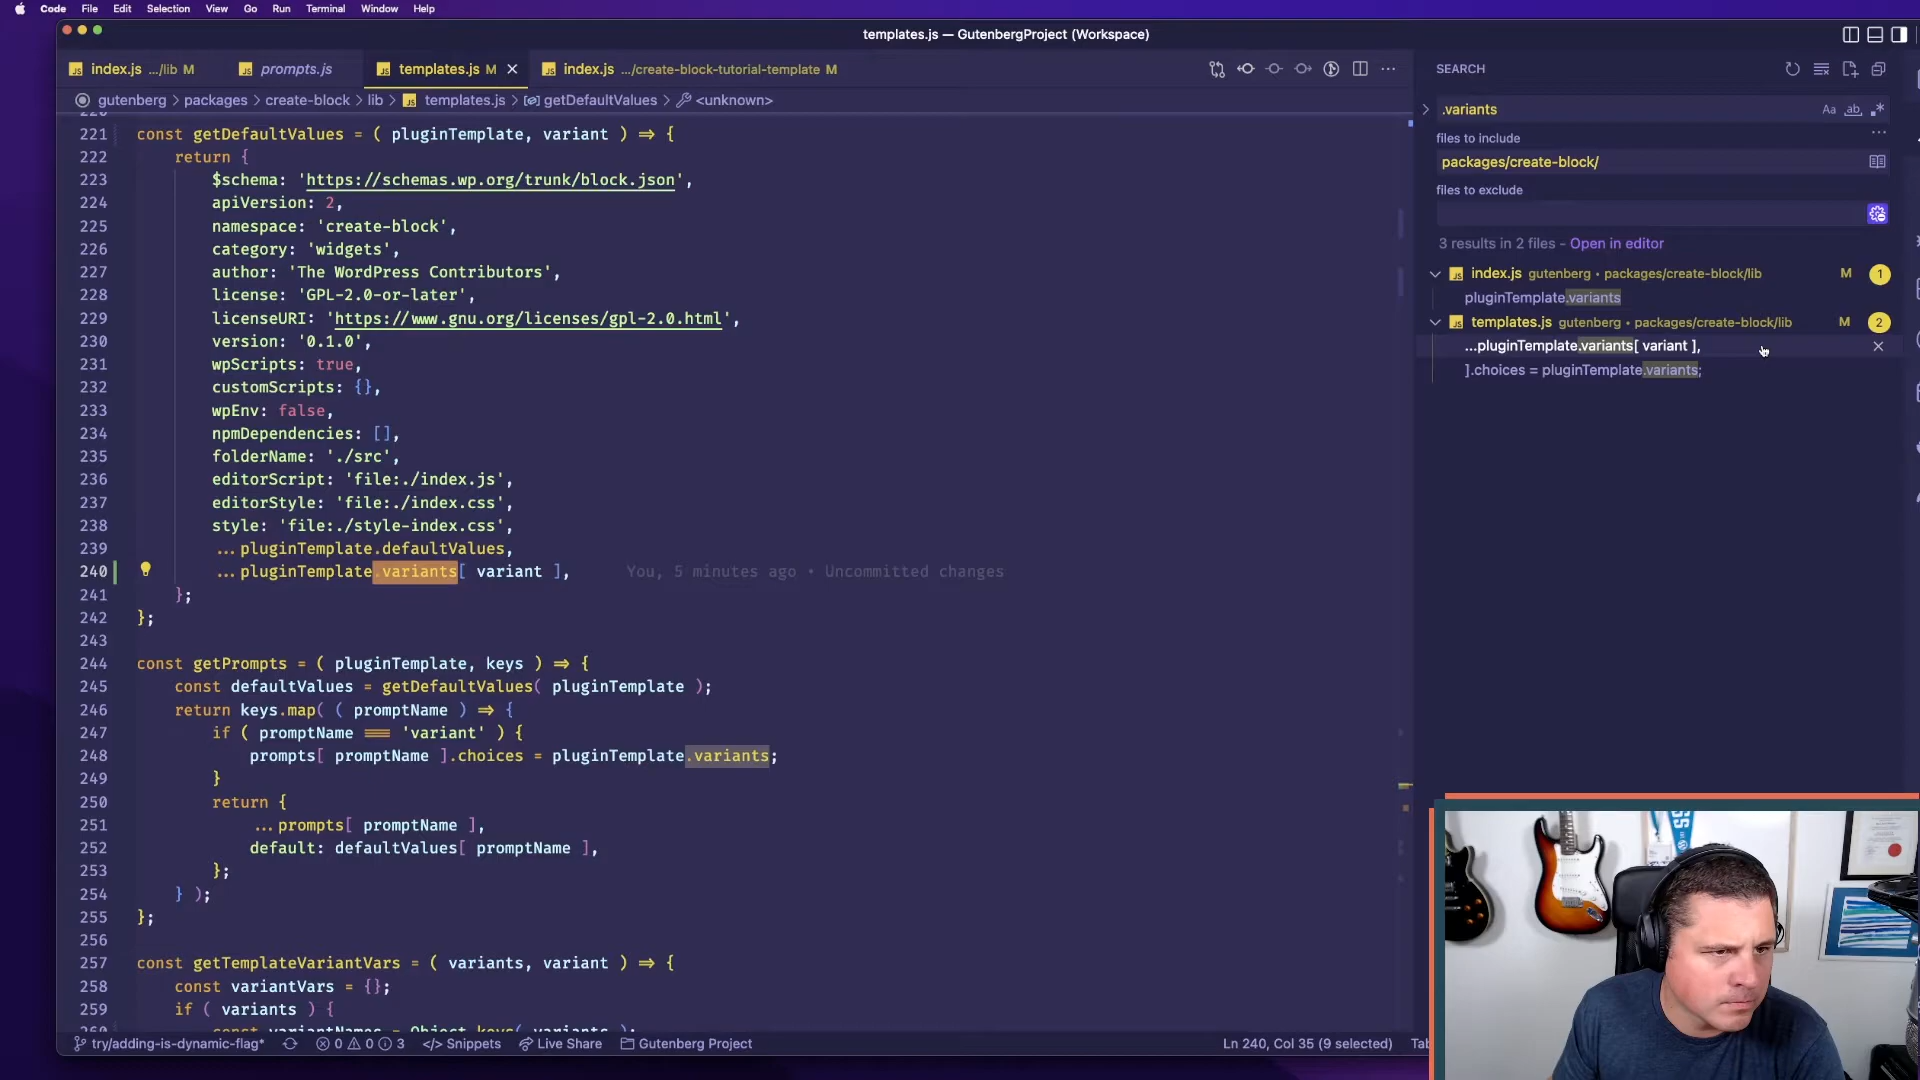 Code File Edit Selection View Go Run Terminal Window Help
templates.js — GutenbergProject (Workspace)
index.js .../lib M
prompts.js
templates.js M
index.js .../create-block-tutorial-template M
gutenberg > packages > create-block > lib > templates.js > getDefaultValues > <unknown>
221 const getDefaultValues = ( pluginTemplate, variant ) => {
222 return {
223 $schema: 'https://schemas.wp.org/trunk/block.json',
224 apiVersion: 2,
225 namespace: 'create-block',
226 category: 'widgets',
227 author: 'The WordPress Contributors',
228 license: 'GPL-2.0-or-later',
229 licenseURI: 'https://www.gnu.org/licenses/gpl-2.0.html',
230 version: '0.1.0',
231 wpScripts: true,
232 customScripts: {},
233 wpEnv: false,
234 npmDependencies: [],
235 folderName: './src',
236 editorScript: 'file:./index.js',
237 editorStyle: 'file:./index.css',
238 style: 'file:./style-index.css',
239 ...pluginTemplate.defaultValues,
240 ...pluginTemplate.variants[ variant ], You, 5 minutes ago • Uncommitted changes
241 };
242 };
243
244 const getPrompts = ( pluginTemplate, keys ) => {
245 const defaultValues = getDefaultValues( pluginTemplate );
246 return keys.map( ( promptName ) => {
247 if ( promptName === 'variant' ) {
248 prompts[ promptName ].choices = pluginTemplate.variants;
249 }
250 return {
251 ...prompts[ promptName ],
252 default: defaultValues[ promptName ],
253 };
254 } );
255 };
256
257 const getTemplateVariantVars = ( variants, variant ) => {
258 const variantVars = {};
259 if ( variants ) {
260 const variantNames = Object.keys( variants );
SEARCH
.variants Aa ab .*
files to include
packages/create-block/
files to exclude
3 results in 2 files - Open in editor
index.js gutenberg • packages/create-block/lib M 1
pluginTemplate.variants
templates.js gutenberg • packages/create-block/lib M 2
...pluginTemplate.variants[ variant ],
].choices = pluginTemplate.variants;
try/adding-is-dynamic-flag* 0 0 3 </> Snippets Live Share Gutenberg Project Ln 240, Col 35 (9 selected)